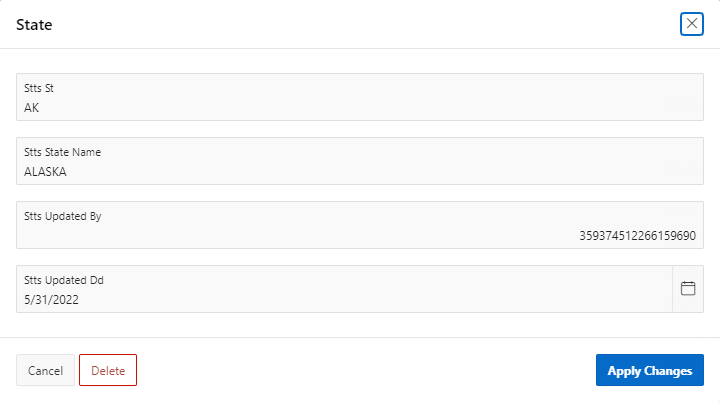 State
Stts St
AK
Stts State Name
ALASKA
Stts Updated By
359374512266159690
Stts Updated Dd
5/31/2022
Cancel Delete Apply Changes